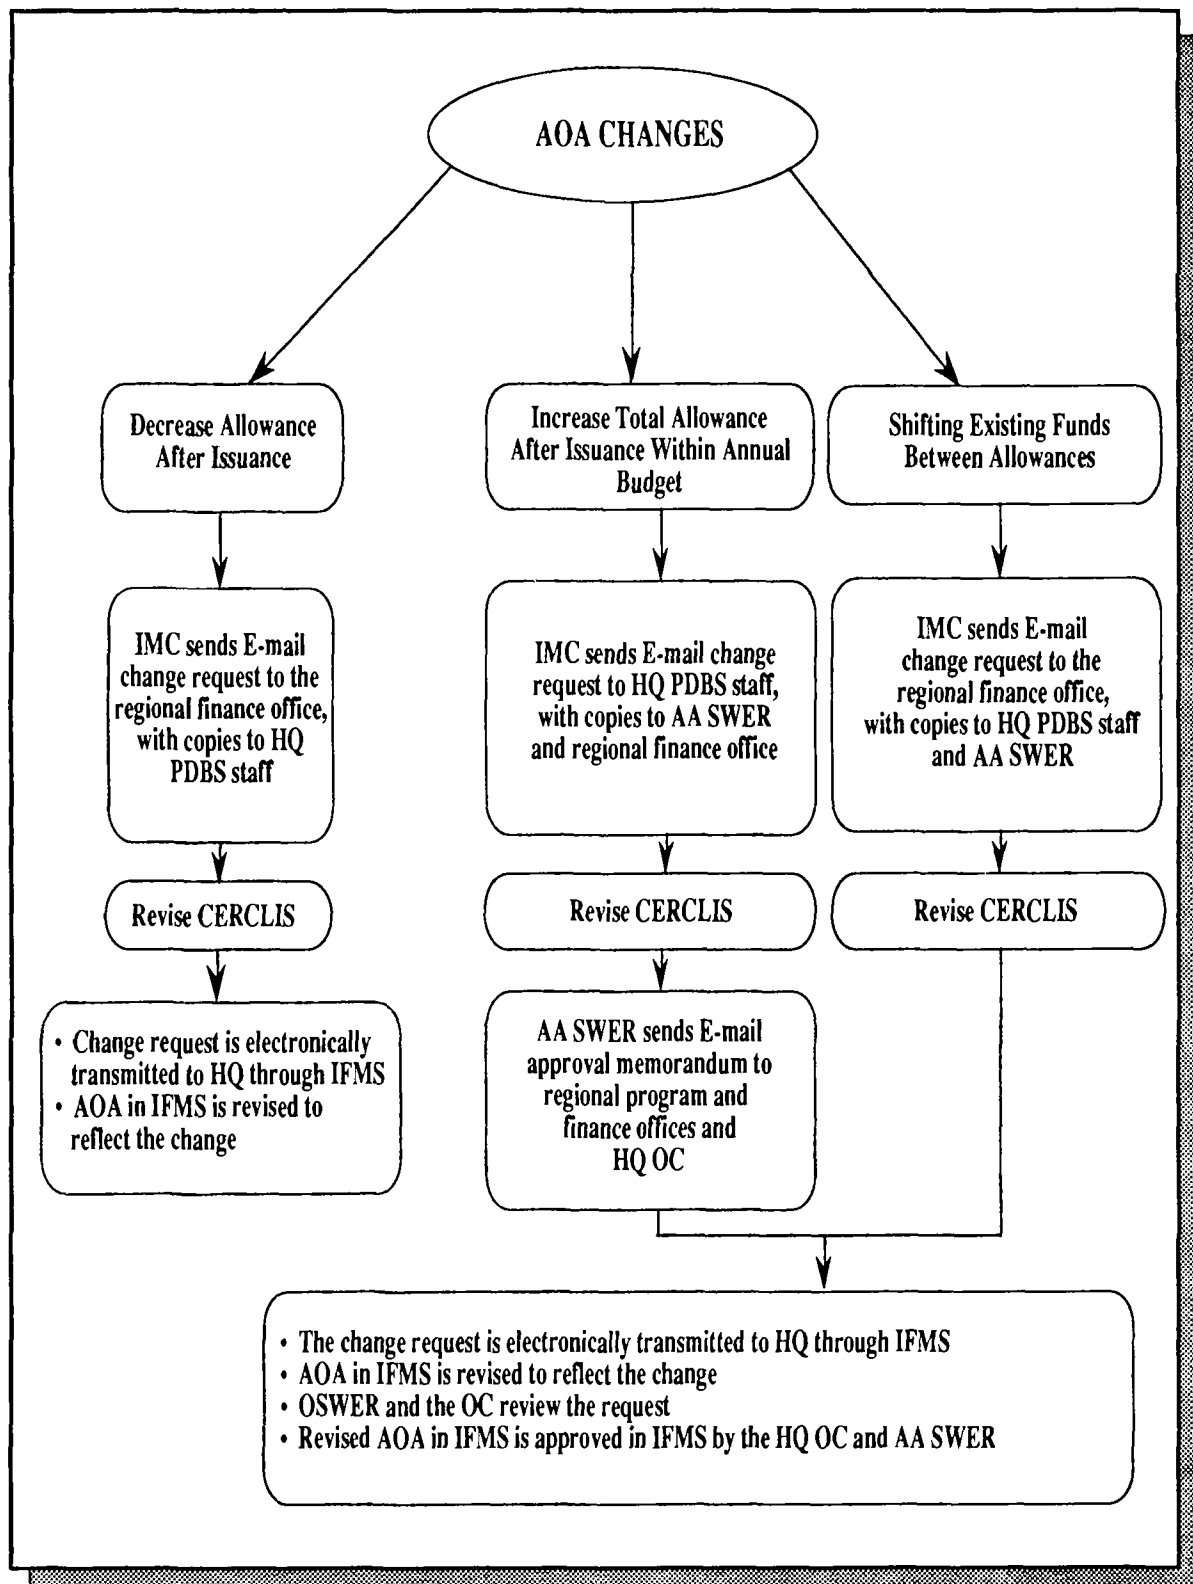 AOA CHANGES
Decrease Allowance
After Issuance
Increase Total Allowance
After Issuance Within Annual
Budget
Shifting Existing Funds
Between Allowances
IMC sends E-mail
change request to the
regional finance office,
with copies to HQ
PDBS staff
IMC sends E-mail change
request to HQ PDBS staff,
with copies to AA SWER
and regional finance office
IMC sends E-mail
change request to the
regional finance office,
with copies to HQ PDBS staff
and AA SWER
Revise CERCLIS
Revise CERCLIS
Revise CERCLIS
• Change request is electronically
transmitted to HQ through IFMS
• AOA in IFMS is revised to
reflect the change
AA SWER sends E-mail
approval memorandum to
regional program and
finance offices and
HQ OC
• The change request is electronically transmitted to HQ through IFMS
• AOA in IFMS is revised to reflect the change
• OSWER and the OC review the request
• Revised AOA in IFMS is approved in IFMS by the HQ OC and AA SWER